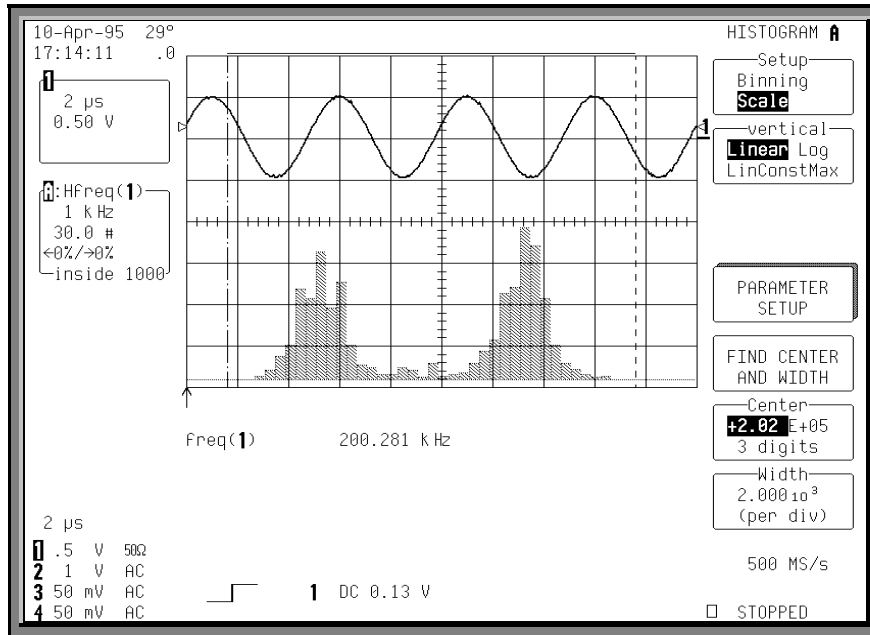 10-Apr-95 29°
17:14:11 .0
1
2 µs
0.50 V
A:Hfreq(1)
1 kHz
30.0 #
←0%/→0%
inside 1000
1
freq(1) 200.281 kHz
2 µs
1 .5 V 50Ω
2 1 V AC
3 50 mV AC
4 50 mV AC
1 DC 0.13 V
HISTOGRAM A
Setup
Binning
Scale
vertical
Linear Log
LinConstMax
PARAMETER
SETUP
FIND CENTER
AND WIDTH
Center
+2.02 E+05
3 digits
Width
2.000 10³
(per div)
500 MS/s
STOPPED